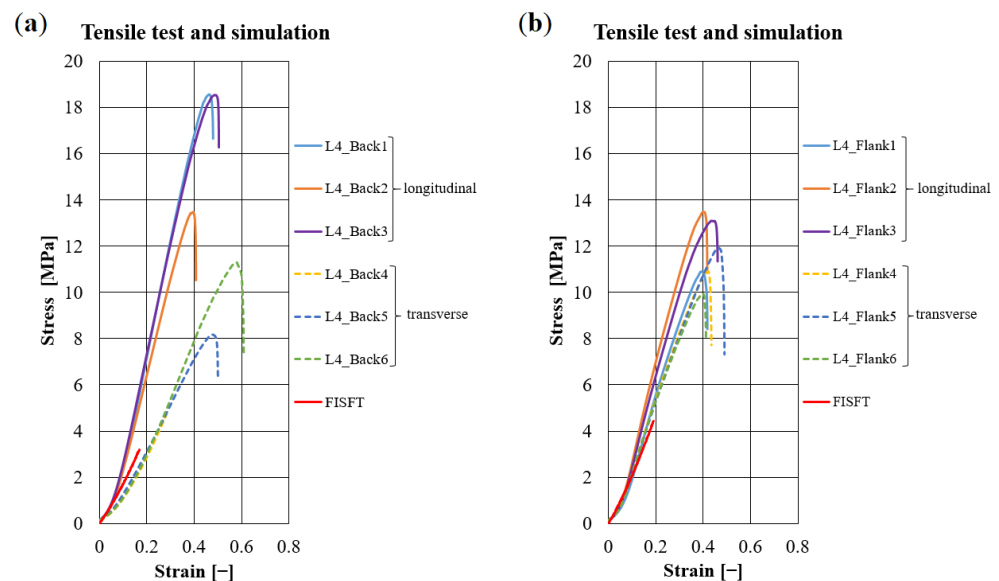 (a)
Tensile test and simulation
20
18
16
14
12
10
8
6
4
2
0
Stress [MPa]
0
0.2
0.4
0.6
0.8
Strain [−]
L4_Back1
L4_Back2
L4_Back3
longitudinal
L4_Back4
L4_Back5
L4_Back6
transverse
FISFT
(b)
Tensile test and simulation
20
18
16
14
12
10
8
6
4
2
0
Stress [MPa]
0
0.2
0.4
0.6
0.8
Strain [−]
L4_Flank1
L4_Flank2
L4_Flank3
longitudinal
L4_Flank4
L4_Flank5
L4_Flank6
transverse
FISFT